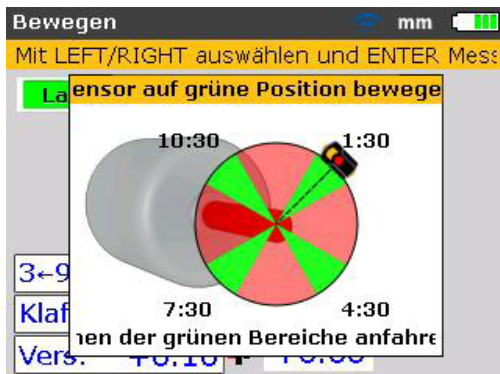 Bewegen mm
Mit LEFT/RIGHT auswählen und ENTER Mess
La
ensor auf grüne Position bewege
10:30 1:30
3←9
7:30 4:30
Klaf
nen der grünen Bereiche anfahre
Vers.